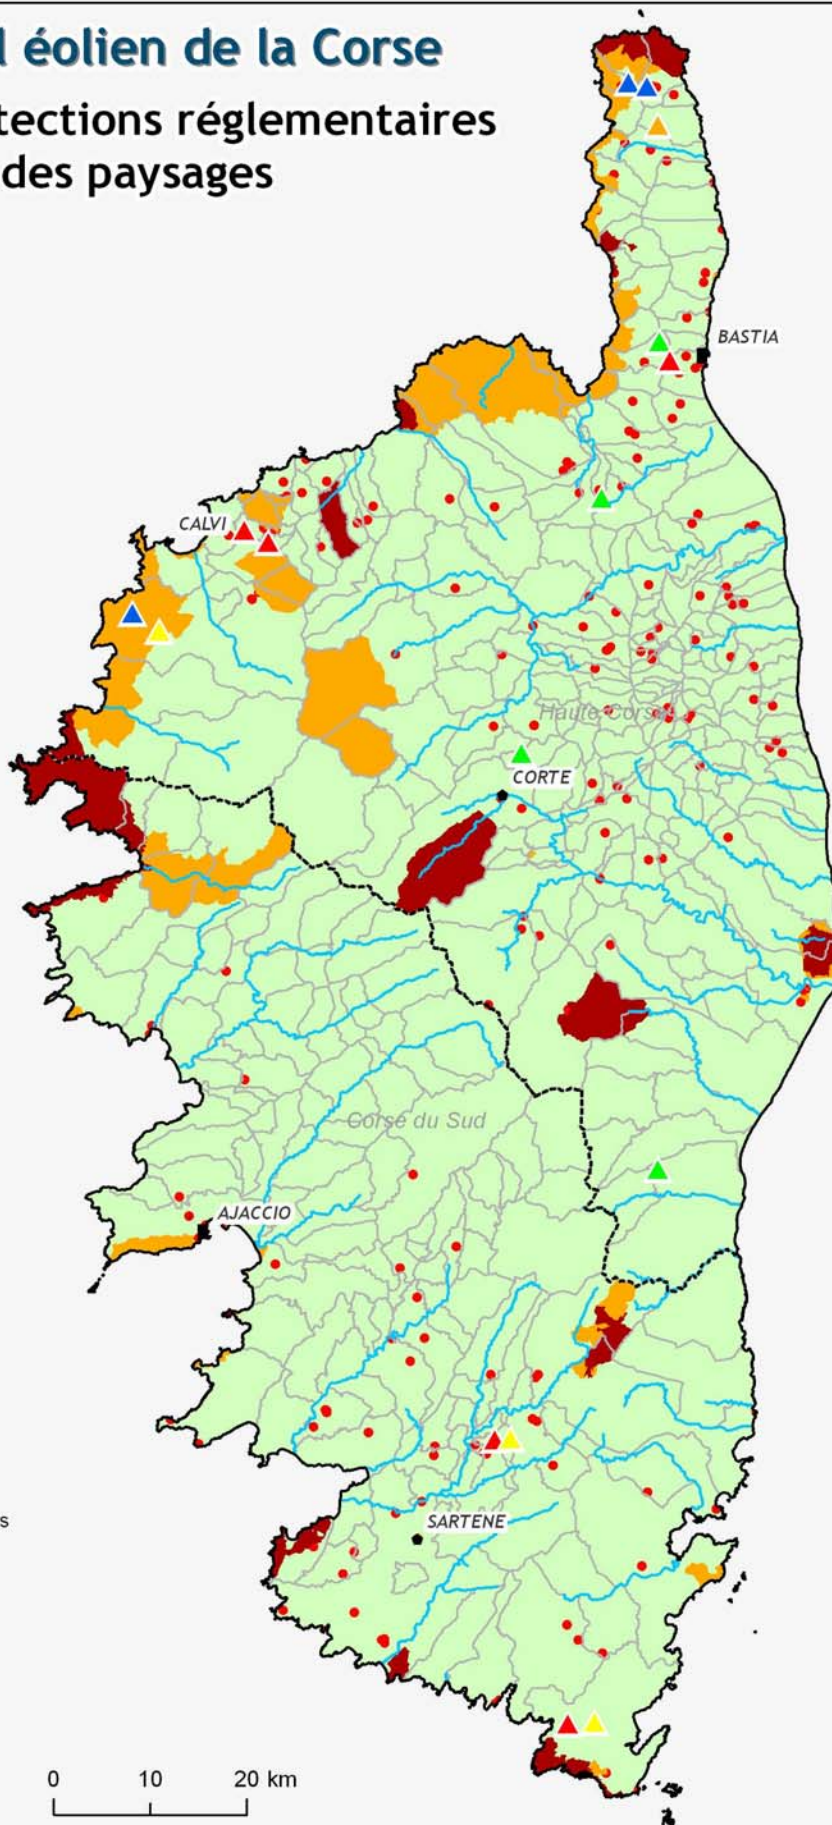 l éolien de la Corse
tections réglementaires
des paysages
BASTIA
CALVI
Haute Corse
CORTE
Corse du Sud
AJACCIO
s
SARTENE
0 10 20 km